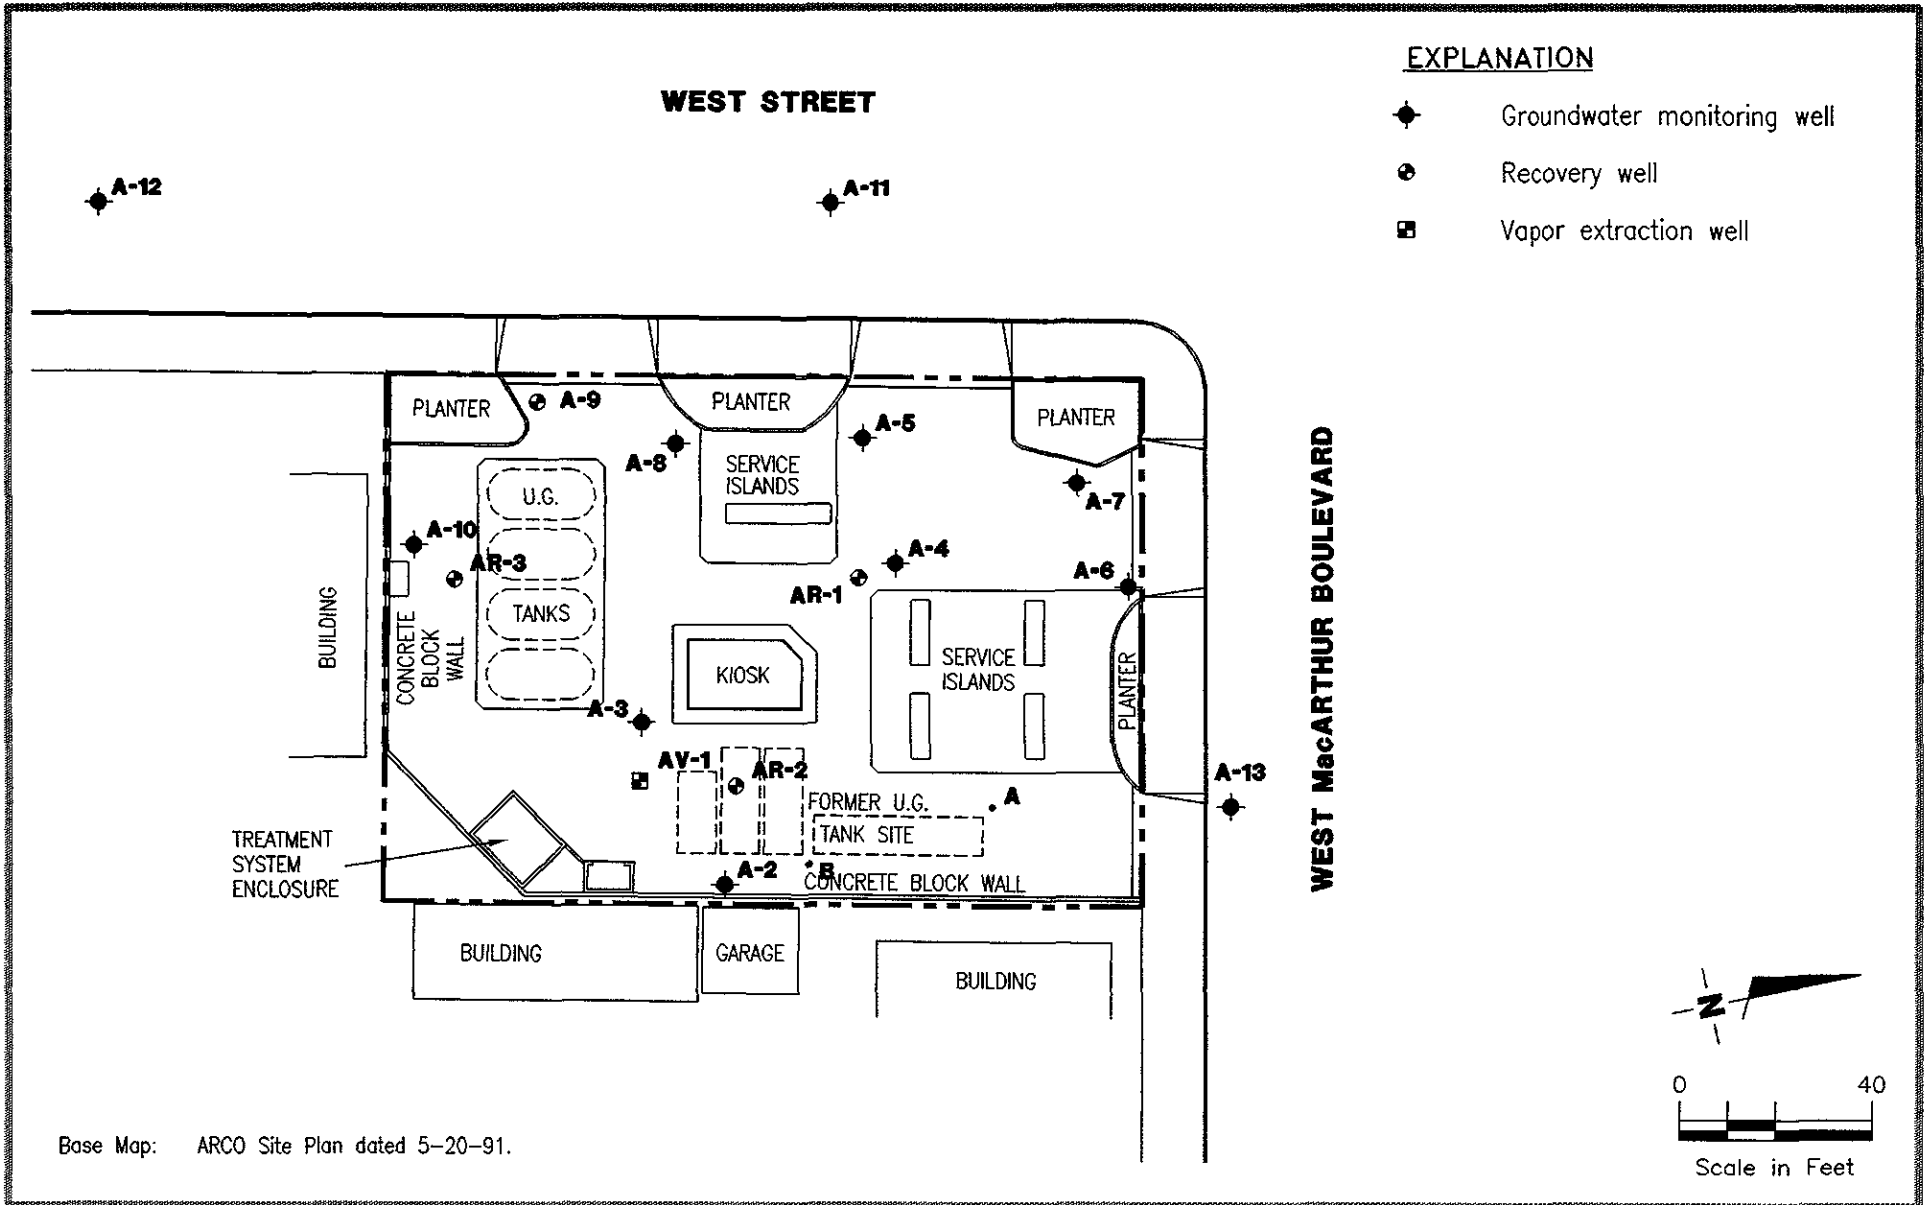 EXPLANATION
Groundwater monitoring well
Recovery well
Vapor extraction well
WEST STREET
A-12
A-11
PLANTER
A-9
PLANTER
PLANTER
A-8
A-5
SERVICE
ISLANDS
A-7
U.G.
A-10
AR-3
A-4
AR-1
A-6
TANKS
BUILDING
CONCRETE
BLOCK
WALL
KIOSK
SERVICE
ISLANDS
PLANTER
WEST MacARTHUR BOULEVARD
A-3
AV-1
AR-2
A-13
A
FORMER U.G.
TANK SITE
TREATMENT
SYSTEM
ENCLOSURE
A-2
B
CONCRETE BLOCK WALL
BUILDING
GARAGE
BUILDING
N
0 40
Scale in Feet
Base Map: ARCO Site Plan dated 5-20-91.